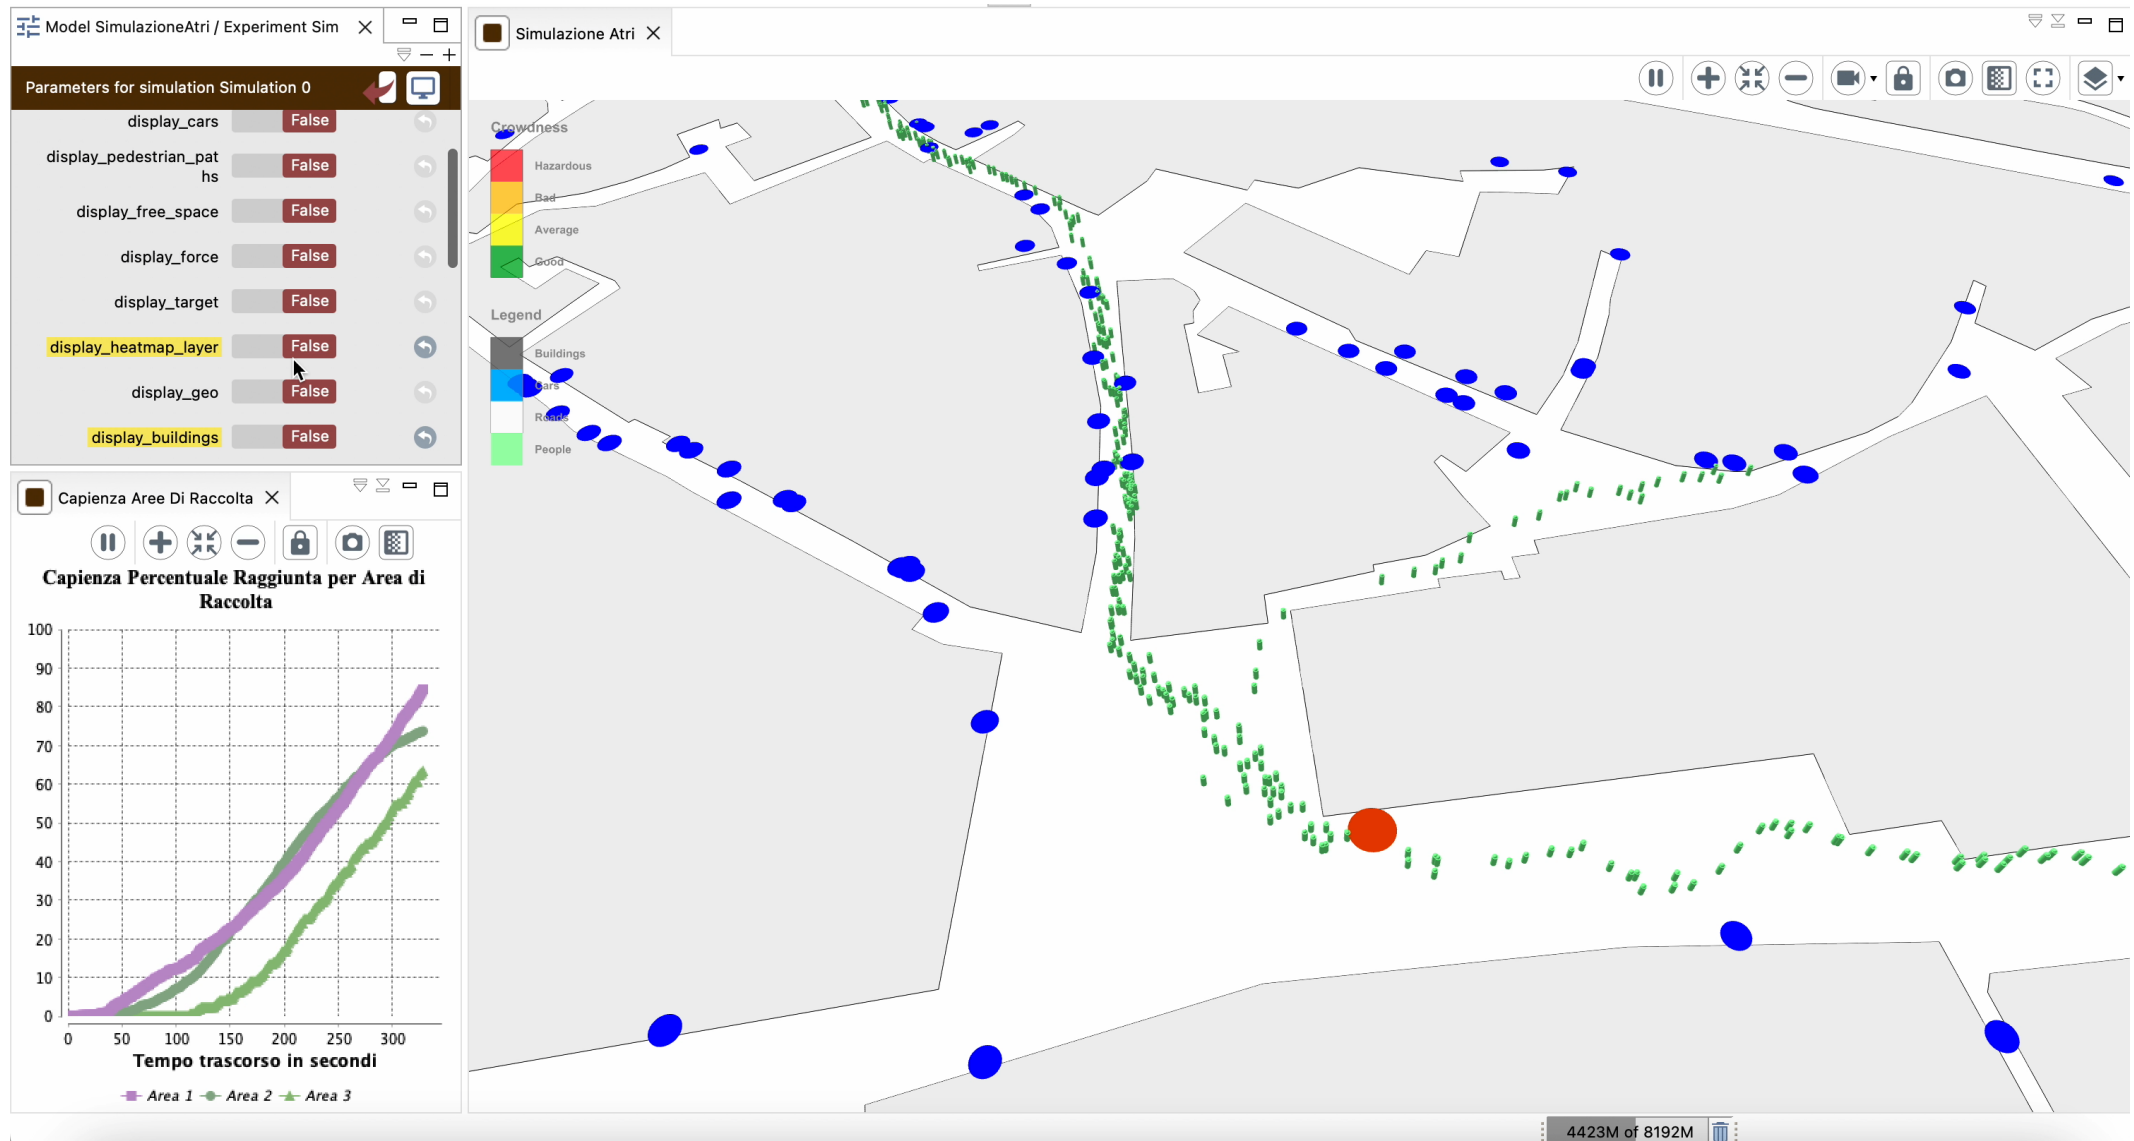 Model SimulazioneAtri / Experiment Sim
Parameters for simulation Simulation 0
display_cars False
display_pedestrian_pat
hs False
display_free_space False
display_force False
display_target False
display_heatmap_layer False
display_geo False
display_buildings False
Capienza Aree Di Raccolta
Capienza Percentuale Raggiunta per Area di
Raccolta
100
90
80
70
60
50
40
30
20
10
0
0 50 100 150 200 250 300
Tempo trascorso in secondi
Area 1 Area 2 Area 3
Simulazione Atri
Crowdness
Hazardous
Bad
Average
Good
Legend
Buildings
Cars
Roads
People
4423M of 8192M